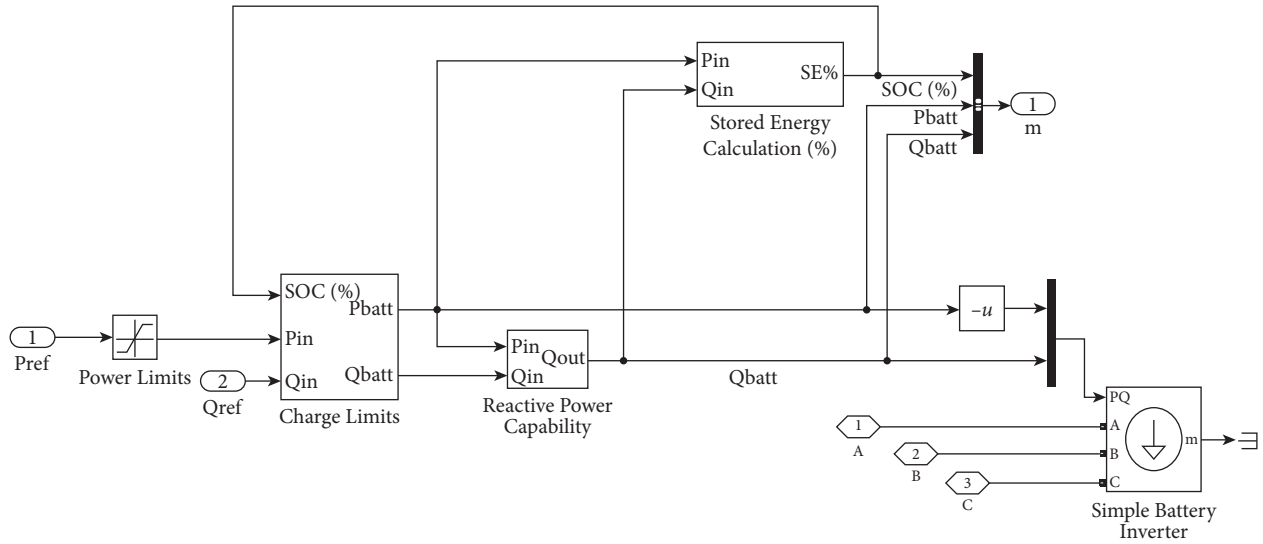 Pin
Qin
SE%
Stored Energy
Calculation (%)
SOC (%)
Pbatt
Qbatt
1
m
1
Pref
Power Limits
2
Qref
SOC (%)
Pin
Qin
Pbatt
Qbatt
Charge Limits
Pin
Qin
Qout
Reactive Power
Capability
Qbatt
–u
1
A
2
B
3
C
PQ
A
B
C
m
Simple Battery
Inverter